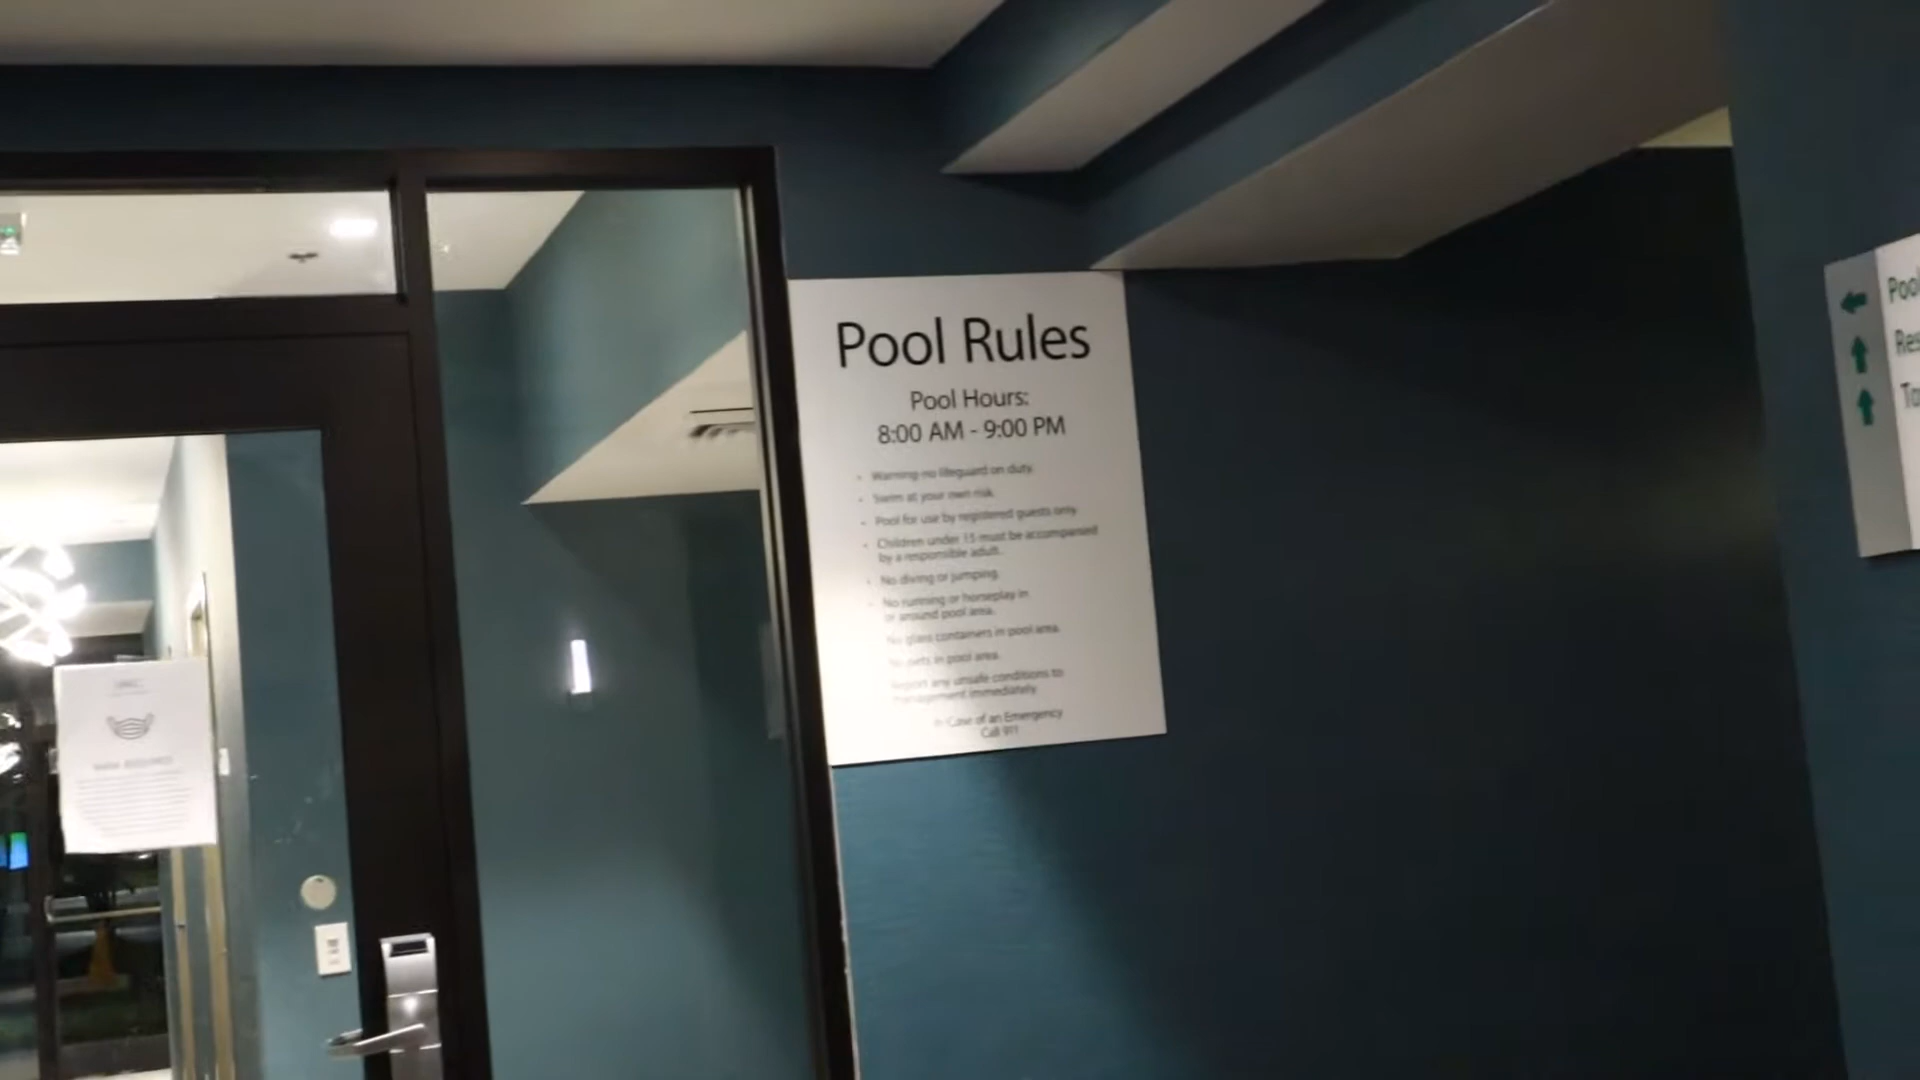 Pool Rules
Pool Hours:
8:00 AM - 9:00 PM
Warning-no lifeguard on duty.
Swim at your own risk.
Pool for use by registered guests only.
Children under 15 must be accompanied
by a responsible adult.
No diving or jumping.
No running or horseplay in
or around pool area.
No glass containers in pool area.
No pets in pool area.
Report any unsafe conditions to
management immediately.
In Case of an Emergency
Call 911
Pool
Res